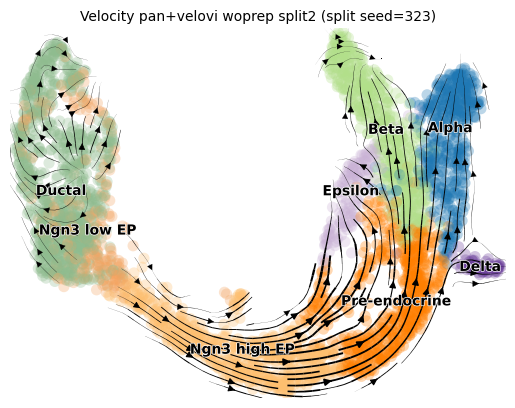 Velocity pan+velovi woprep split2 (split seed=323)
Beta
Alpha
Ductal
Epsilon
Ngn3 low EP
Delta
Pre-endocrine
Ngn3 high EP